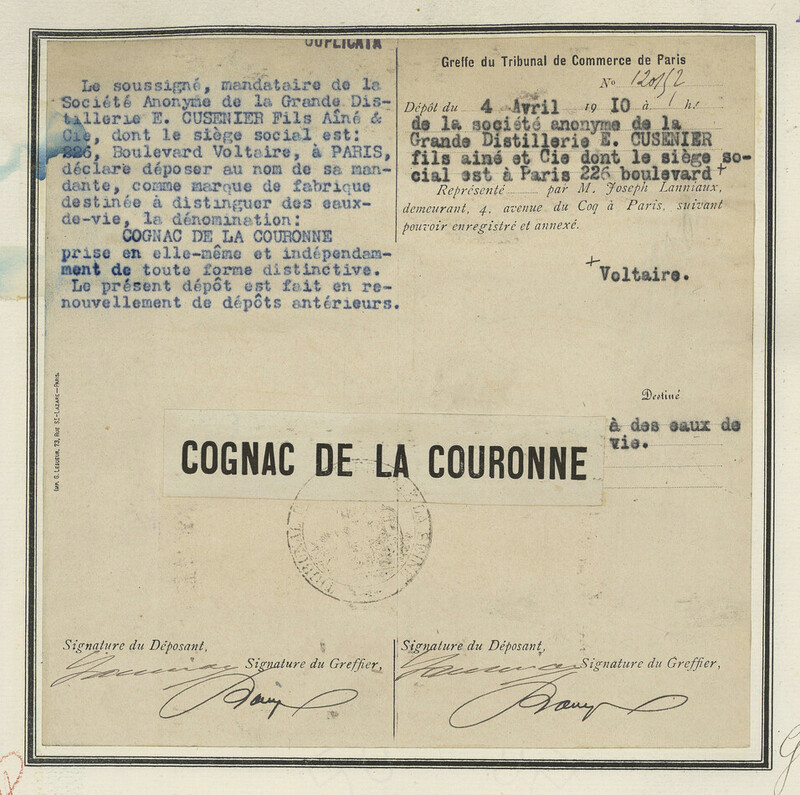 DUPLICATA
Le soussigné, mandataire de la
Société Anonyme de la Grande Dis-
tillerie E. CUSENIER Fils Aîné &
Cie, dont le siège social est:
226, Boulevard Voltaire, à PARIS,
déclare déposer au nom de sa man-
dante, comme marque de fabrique
destinée à distinguer des eaux-
de-vie, la dénomination:
COGNAC DE LA COURONNE
prise en elle-même et indépendam-
ment de toute forme distinctive.
Le présent dépôt est fait en re-
nouvellement de dépôts antérieurs.
Greffe du Tribunal de Commerce de Paris
No 120152
Dépôt du 4 Avril 1910 à 1 h.
de la société anonyme de la
Grande Distillerie E. CUSENIER
fils ainé et Cie dont le siège so-
cial est à Paris 226 boulevard+
Représenté par M. Joseph Lanniaux,
demeurant, 4, avenue du Coq à Paris, suivant
pouvoir enregistré et annexé.
+Voltaire.
Destiné
à des eaux de
vie.
COGNAC DE LA COURONNE
Signature du Déposant,
Signature du Greffier,
Signature du Déposant,
Signature du Greffier,